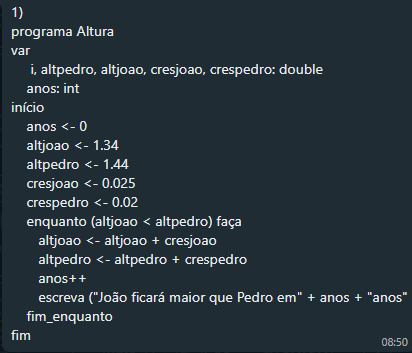 1)
programa Altura
var
i, altpedro, altjoao, cresjoao, crespedro: double
anos: int
início
anos <- 0
altjoao <- 1.34
altpedro <- 1.44
cresjoao <- 0.025
crespedro <- 0.02
enquanto (altjoao < altpedro) faça
altjoao <- altjoao + cresjoao
altpedro <- altpedro + crespedro
anos++
escreva ("João ficará maior que Pedro em" + anos + "anos"
fim_enquanto
fim
08:50